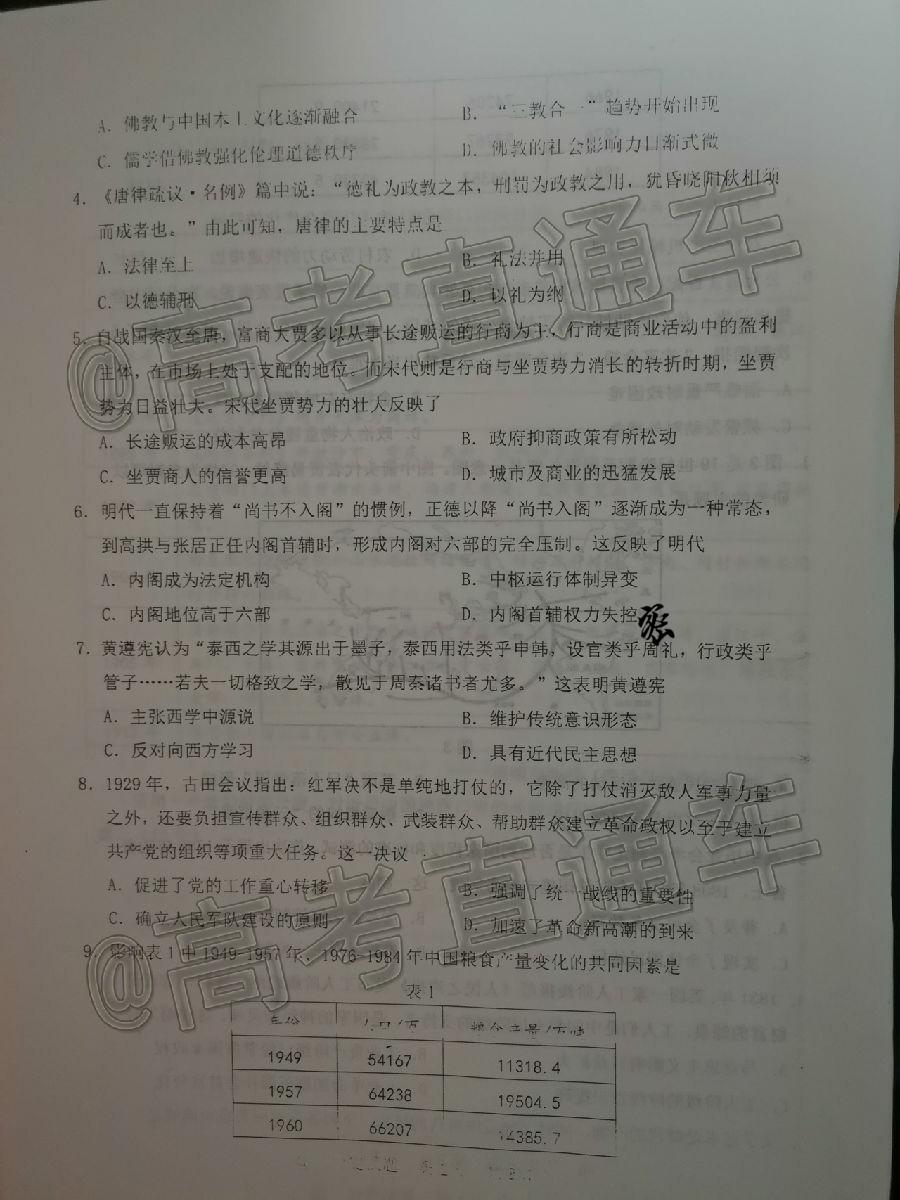 A. 佛教与中国本土文化逐渐融合 B. “三教合一”趋势开始出现
C. 儒学借佛教强化伦理道德秩序 D. 佛教的社会影响力日渐式微
4. 《唐律疏议·名例》篇中说：“德礼为政教之本，刑罚为政教之用，犹昏晓阳秋相须
而成者也。”由此可知，唐律的主要特点是
A. 法律至上 B. 礼法并用
C. 以德辅刑 D. 以礼为纲
5. 自战国秦汉至唐，富商大贾多以从事长途贩运的行商为主，行商是商业活动中的盈利
主体，在市场上处于支配的地位。而宋代则是行商与坐贾势力消长的转折时期，坐贾
势力日益壮大。宋代坐贾势力的壮大反映了
A. 长途贩运的成本高昂 B. 政府抑商政策有所松动
C. 坐贾商人的信誉更高 D. 城市及商业的迅猛发展
6. 明代一直保持着“尚书不入阁”的惯例，正德以降“尚书入阁”逐渐成为一种常态，
到高拱与张居正任内阁首辅时，形成内阁对六部的完全压制。这反映了明代
A. 内阁成为法定机构 B. 中枢运行体制异变
C. 内阁地位高于六部 D. 内阁首辅权力失控
7. 黄遵宪认为“泰西之学其源出于墨子，泰西用法类乎申韩，设官类乎周礼，行政类乎
管子……若夫一切格致之学，散见于周秦诸书者尤多。”这表明黄遵宪
A. 主张西学中源说 B. 维护传统意识形态
C. 反对向西方学习 D. 具有近代民主思想
8. 1929年，古田会议指出：红军决不是单纯地打仗的，它除了打仗消灭敌人军事力量
之外，还要负担宣传群众、组织群众、武装群众、帮助群众建立革命政权以至于建立
共产党的组织等项重大任务。这一决议
A. 促进了党的工作重心转移 B. 强调了统一战线的重要性
C. 确立人民军队建设的原则 D. 加速了革命新高潮的到来
9. 影响表1中1949-1957年、1976-1984年中国粮食产量变化的共同因素是
表1
年份 人口/万 粮食产量/万吨
1949 54167 11318.4
1957 64238 19504.5
1960 66207 14385.7
@高考直通车
@高考直通车